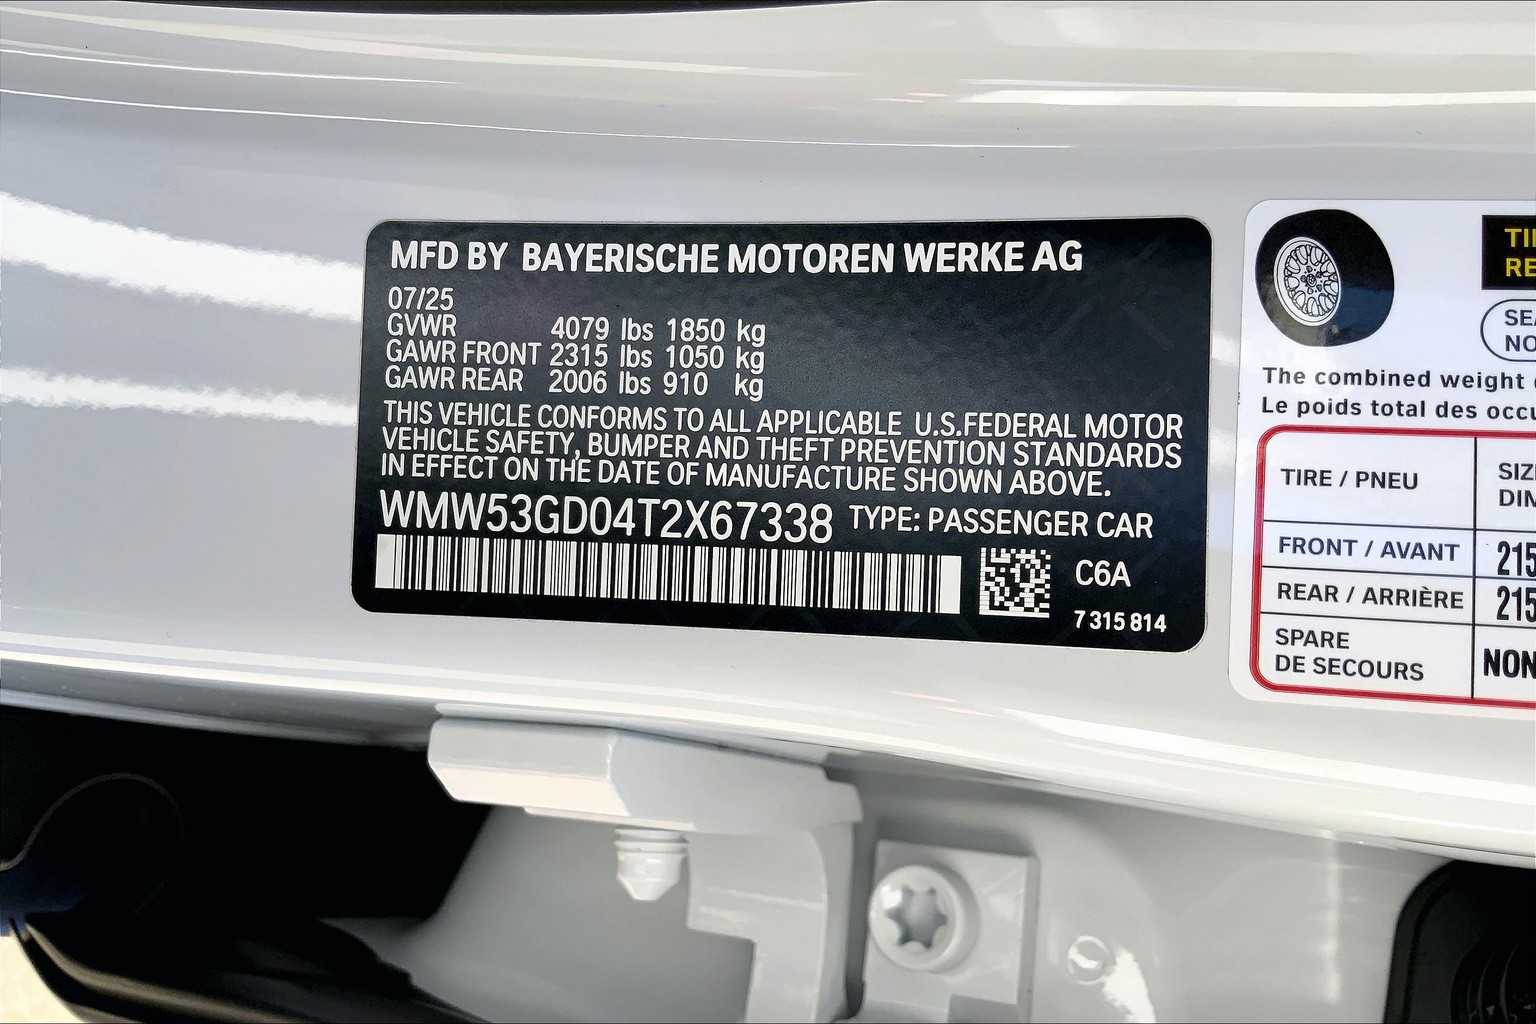 MFD BY BAYERISCHE MOTOREN WERKE AG
07/25
GVWR 4079 lbs 1850 kg
GAWR FRONT 2315 lbs 1050 kg
GAWR REAR 2006 lbs 910 kg
THIS VEHICLE CONFORMS TO ALL APPLICABLE U.S.FEDERAL MOTOR
VEHICLE SAFETY, BUMPER AND THEFT PREVENTION STANDARDS
IN EFFECT ON THE DATE OF MANUFACTURE SHOWN ABOVE.
WMW53GD04T2X67338 TYPE: PASSENGER CAR
C6A
7 315 814
The combined weight
Le poids total des
TIRE / PNEU
FRONT / AVANT 215
REAR / ARRIÈRE 215
SPARE
DE SECOURS